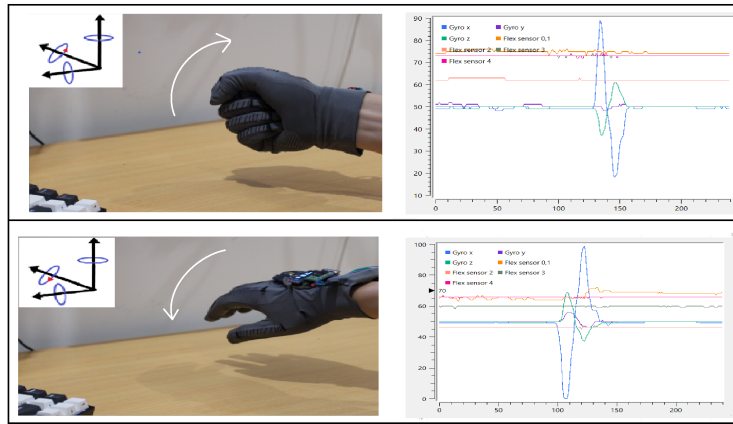 Gyro x Gyro y
Gyro z Flex sensor 0,1
Flex sensor 2 Flex sensor 3
Flex sensor 4
90
80
70
60
50
40
30
20
10
0 50 100 150 200
Gyro x Gyro y
Gyro z Flex sensor 0,1
Flex sensor 2 Flex sensor 3
Flex sensor 4
100
80
70
60
40
20
0
0 50 100 150 200